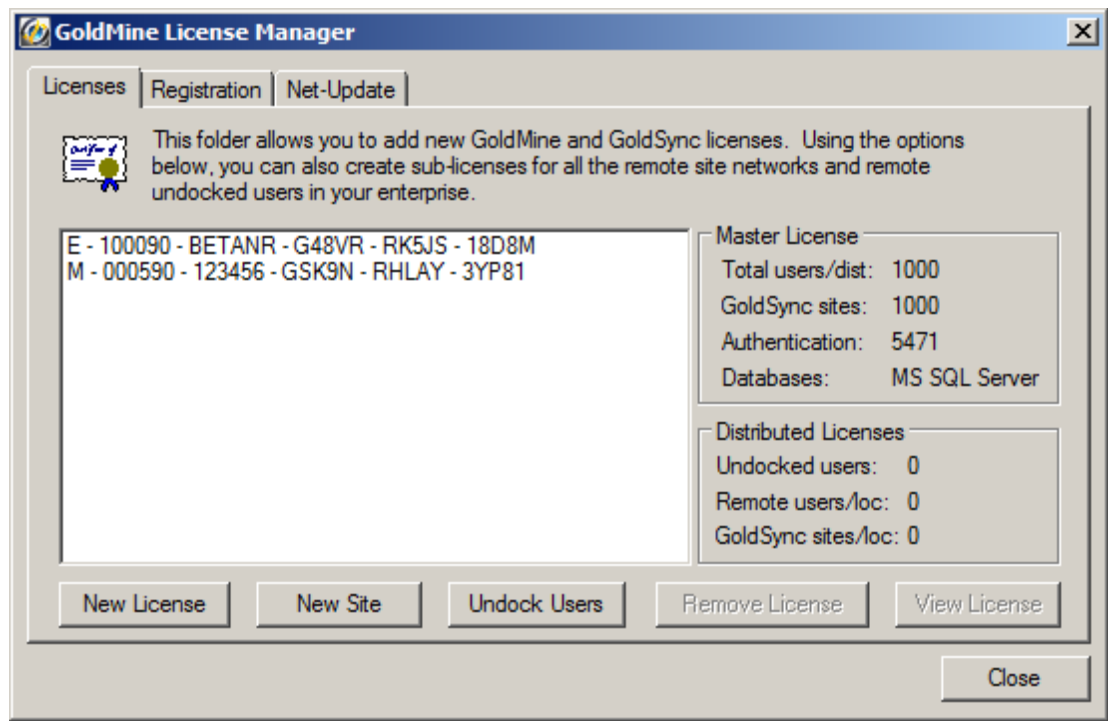 GoldMine License Manager
Licenses Registration Net-Update
This folder allows you to add new GoldMine and GoldSync licenses. Using the options
below, you can also create sub-licenses for all the remote site networks and remote
undocked users in your enterprise.
E - 100090 - BETANR - G48VR - RK5JS - 18D8M
M - 000590 - 123456 - GSK9N - RHLAY - 3YP81
Master License
Total users/dist: 1000
GoldSync sites: 1000
Authentication: 5471
Databases: MS SQL Server
Distributed Licenses
Undocked users: 0
Remote users/loc: 0
GoldSync sites/loc: 0
New License New Site Undock Users Remove License View License
Close